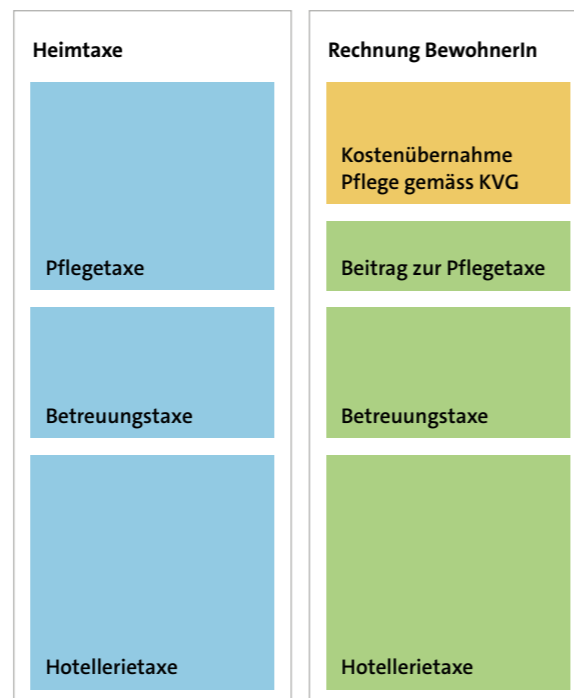 Heimtaxe
Pflegetaxe
Betreuungstaxe
Hotellerietaxe
Rechnung BewohnerIn
Kostenübernahme
Pflege gemäss KVG
Beitrag zur Pflegetaxe
Betreuungstaxe
Hotellerietaxe